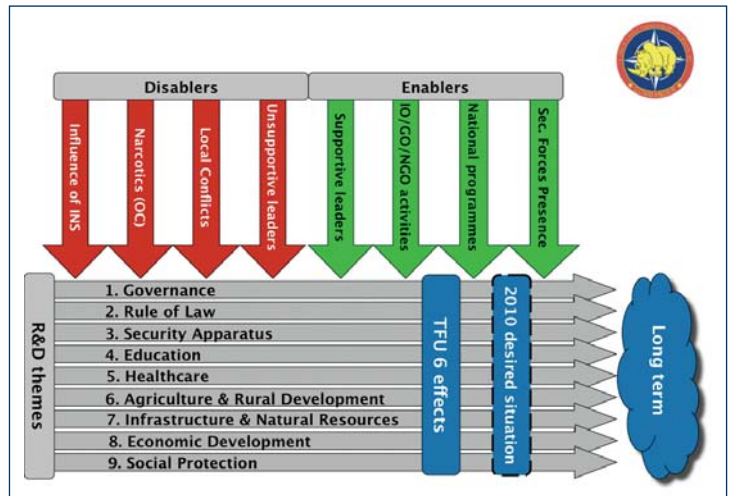 Disablers
Enablers
Influence of INS
Narcotics (OC)
Local Conflicts
Unsupportive leaders
Supportive leaders
IO/GO/NGO activities
National programmes
Sec. Forces Presence
R&D themes
1. Governance
2. Rule of Law
3. Security Apparatus
4. Education
5. Healthcare
6. Agriculture & Rural Development
7. Infrastructure & Natural Resources
8. Economic Development
9. Social Protection
TFU 6 effects
2010 desired situation
Long term